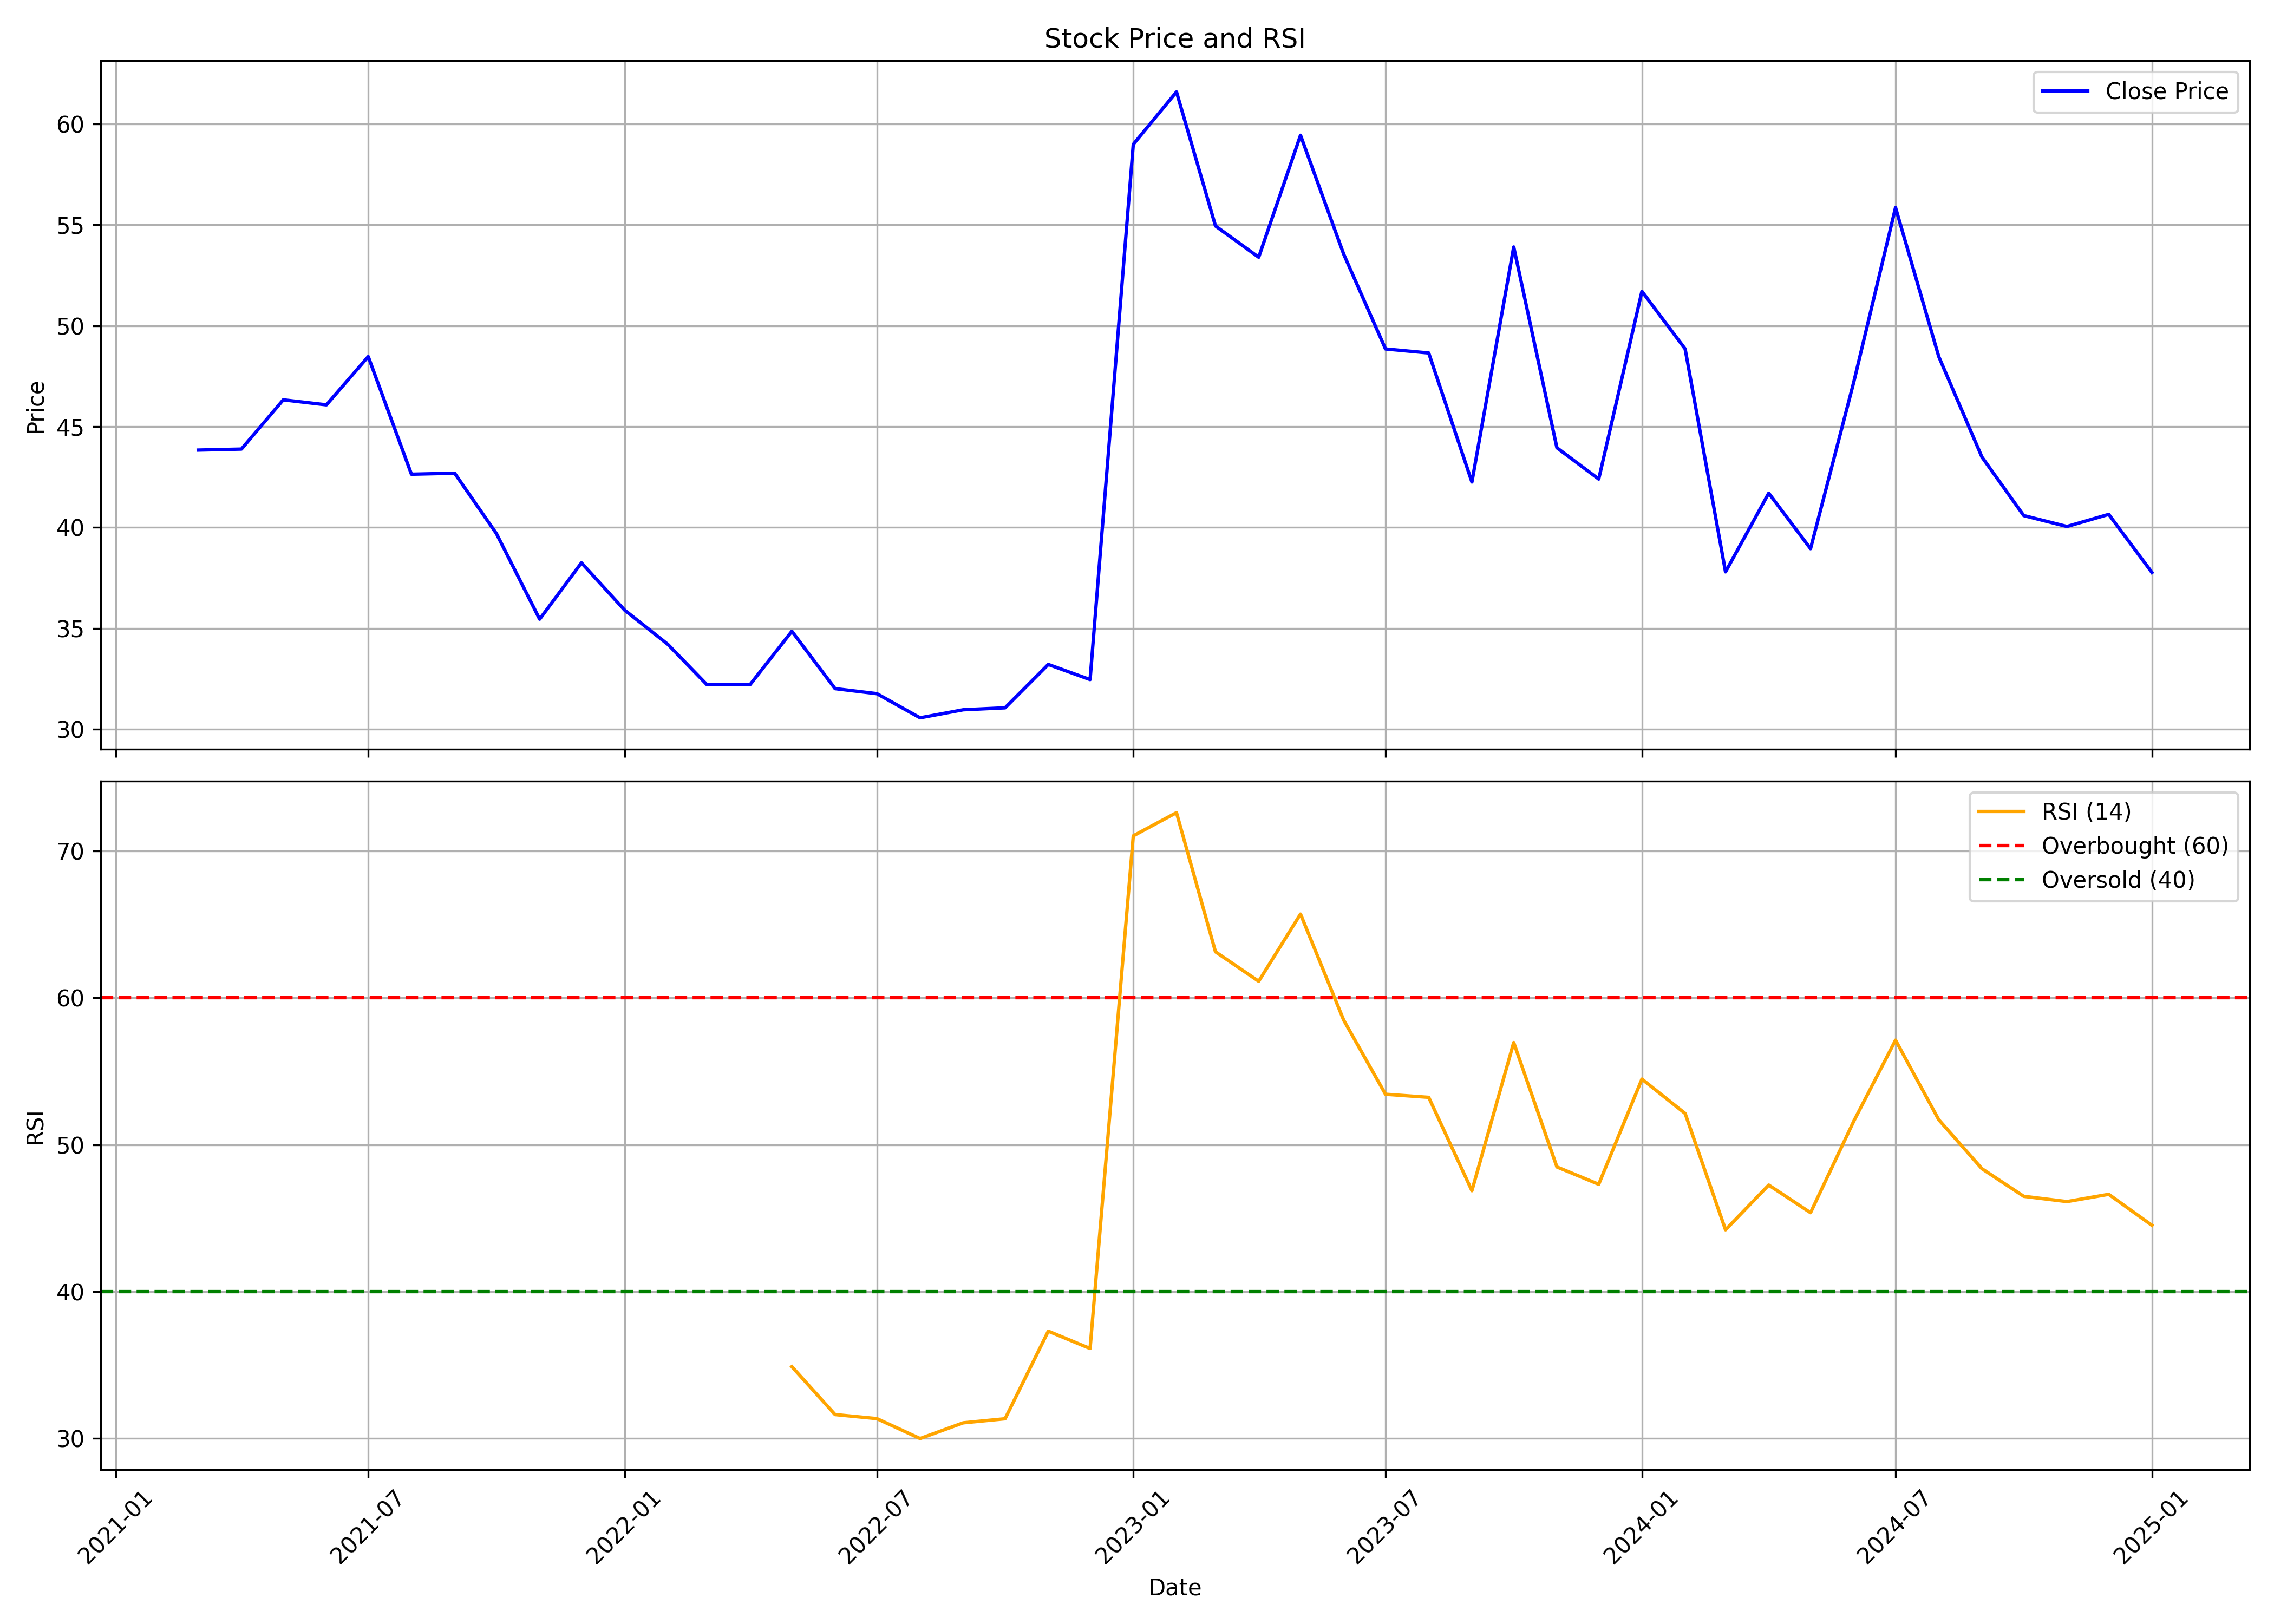 Stock Price and RSI
Close Price
60
55
50
45
40
35
30
Price
RSI (14)
Overbought (60)
Oversold (40)
70
60
50
40
30
RSI
2021-01
2021-07
2022-01
2022-07
2023-01
2023-07
2024-01
2024-07
2025-01
Date